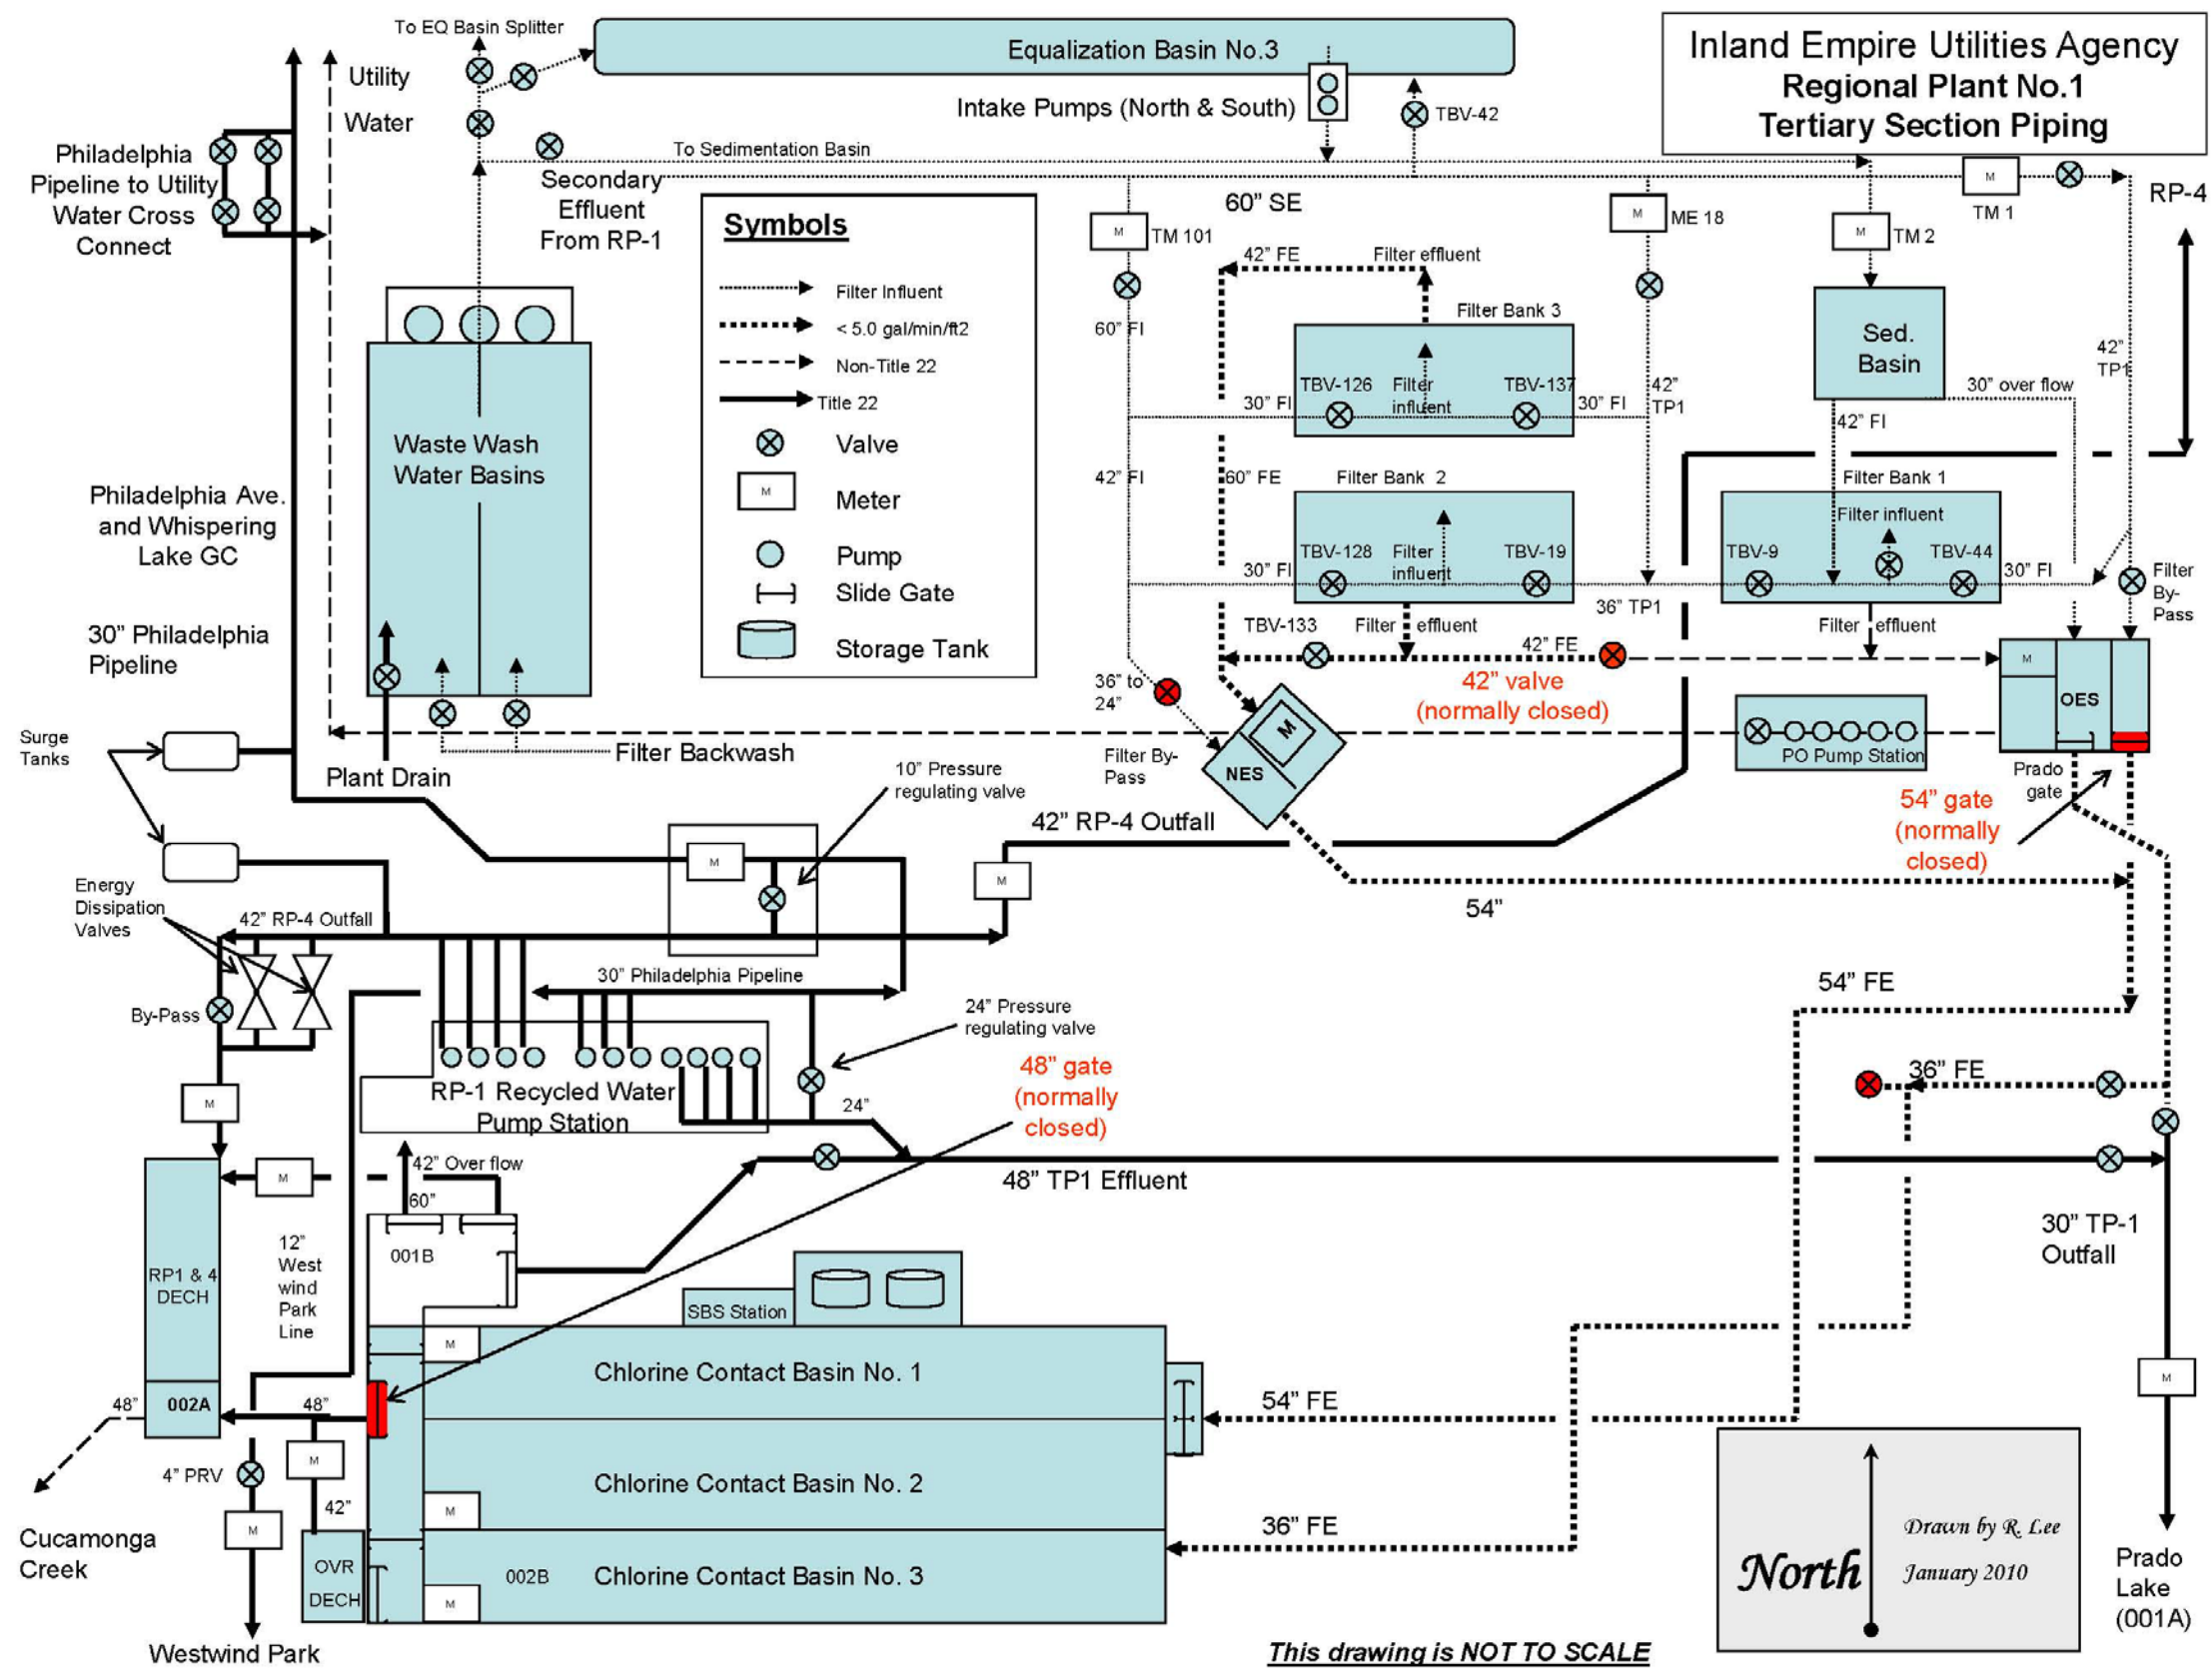 To EQ Basin Splitter
Equalization Basin No.3
Inland Empire Utilities Agency
Regional Plant No.1
Tertiary Section Piping
Utility
Water
Intake Pumps (North & South)
TBV-42
Philadelphia
Pipeline to Utility
Water Cross
Connect
To Sedimentation Basin
Secondary
Effluent
From RP-1
60” SE
M
TM 101
M
ME 18
M
TM 2
M
TM 1
RP-4
Symbols
Filter Influent
< 5.0 gal/min/ft2
Non-Title 22
Title 22
Valve
M
Meter
Pump
Slide Gate
Storage Tank
42” FE
Filter effluent
60” FI
Filter Bank 3
TBV-126
Filter
influent
TBV-137
30” FI
30” FI
42”
TP1
Sed.
Basin
42”
TP1
30” over flow
42” FI
Waste Wash
Water Basins
Philadelphia Ave.
and Whispering
Lake GC
42” FI
60” FE
Filter Bank 2
TBV-128
Filter
influent
TBV-19
30” FI
36” TP1
Filter Bank 1
Filter influent
TBV-9
TBV-44
30” FI
Filter
By-
Pass
30” Philadelphia
Pipeline
TBV-133
Filter effluent
42” FE
Filter effluent
42” valve
(normally closed)
36” to
24”
M
OES
M
NES
Filter By-
Pass
PO Pump Station
Prado
gate
54” gate
(normally
closed)
Surge
Tanks
Plant Drain
Filter Backwash
10” Pressure
regulating valve
42” RP-4 Outfall
M
M
54”
Energy
Dissipation
Valves
42” RP-4 Outfall
30” Philadelphia Pipeline
By-Pass
24” Pressure
regulating valve
54” FE
36” FE
48” gate
(normally
closed)
RP-1 Recycled Water
Pump Station
24”
M
42” Over flow
M
60”
48” TP1 Effluent
30” TP-1
Outfall
001B
12”
West
wind
Park
Line
RP1 & 4
DECH
SBS Station
M
Chlorine Contact Basin No. 1
M
54” FE
48”
002A
48”
M
4” PRV
42”
M
Chlorine Contact Basin No. 2
M
36” FE
Cucamonga
Creek
OVR
DECH
002B
Chlorine Contact Basin No. 3
M
Westwind Park
North
Drawn by R. Lee
January 2010
Prado
Lake
(001A)
This drawing is NOT TO SCALE